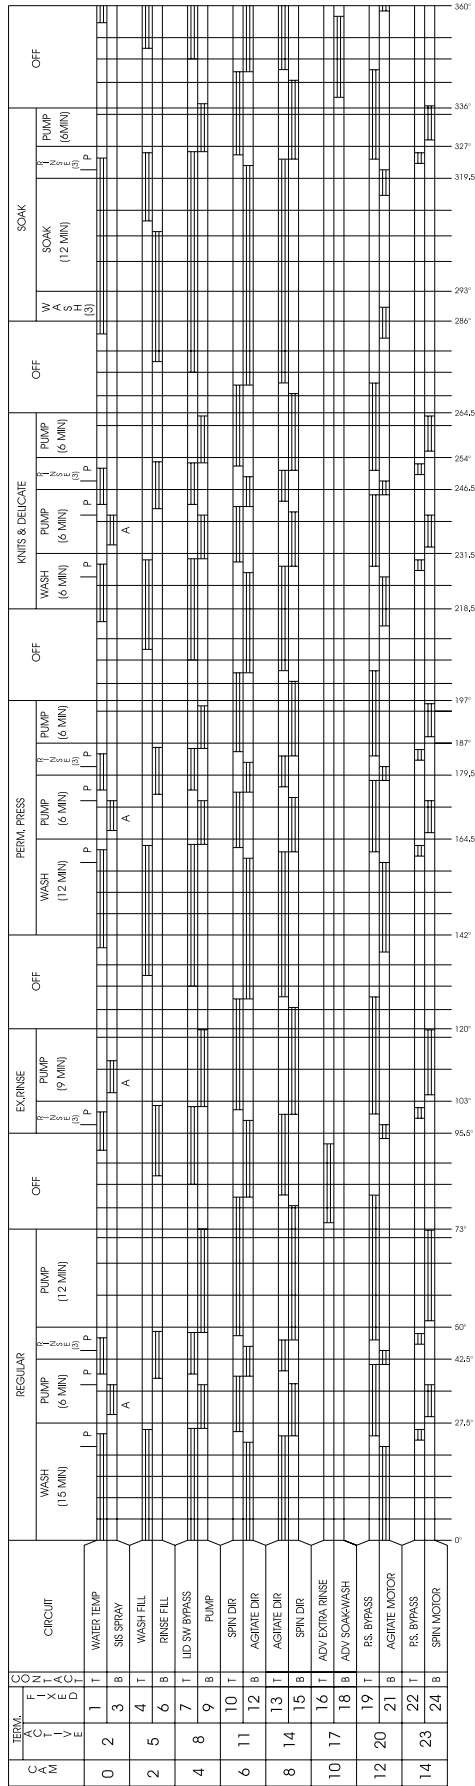 CAM
TERM.
ACTIVE
FIXED
CONTACT
CIRCUIT
0 2 1 T WATER TEMP
3 B SIS SPRAY
2 5 4 T WASH FILL
6 B RINSE FILL
4 8 7 T LID SW BYPASS
9 B PUMP
6 11 10 T SPIN DIR
12 B AGITATE DIR
8 14 13 T AGITATE DIR
15 B SPIN DIR
10 17 16 T ADV EXTRA RINSE
18 B ADV SOAK-WASH
12 20 19 T P.S. BYPASS
21 B AGITATE MOTOR
14 23 22 T P.S. BYPASS
24 B SPIN MOTOR
REGULAR
WASH
(15 MIN)
P
PUMP
(6 MIN)
P
A
RINSE
(3)
P
PUMP
(12 MIN)
OFF
EX.RINSE
RINSE
(3)
P
PUMP
(9 MIN)
A
OFF
PERM. PRESS
WASH
(12 MIN)
P
PUMP
(6 MIN)
P
A
RINSE
(3)
P
PUMP
(6 MIN)
OFF
KNITS & DELICATE
WASH
(6 MIN)
P
PUMP
(6 MIN)
P
A
RINSE
(3)
P
PUMP
(6 MIN)
OFF
SOAK
WASH
(3)
SOAK
(12 MIN)
RINSE
(3)
P
PUMP
(6MIN)
OFF
0°
27.5°
42.5°
50°
73°
95.5°
103°
120°
142°
164.5°
179.5°
187°
197°
218.5°
231.5°
246.5
254°
264.5°
286°
293°
319.5
327°
336°
360°